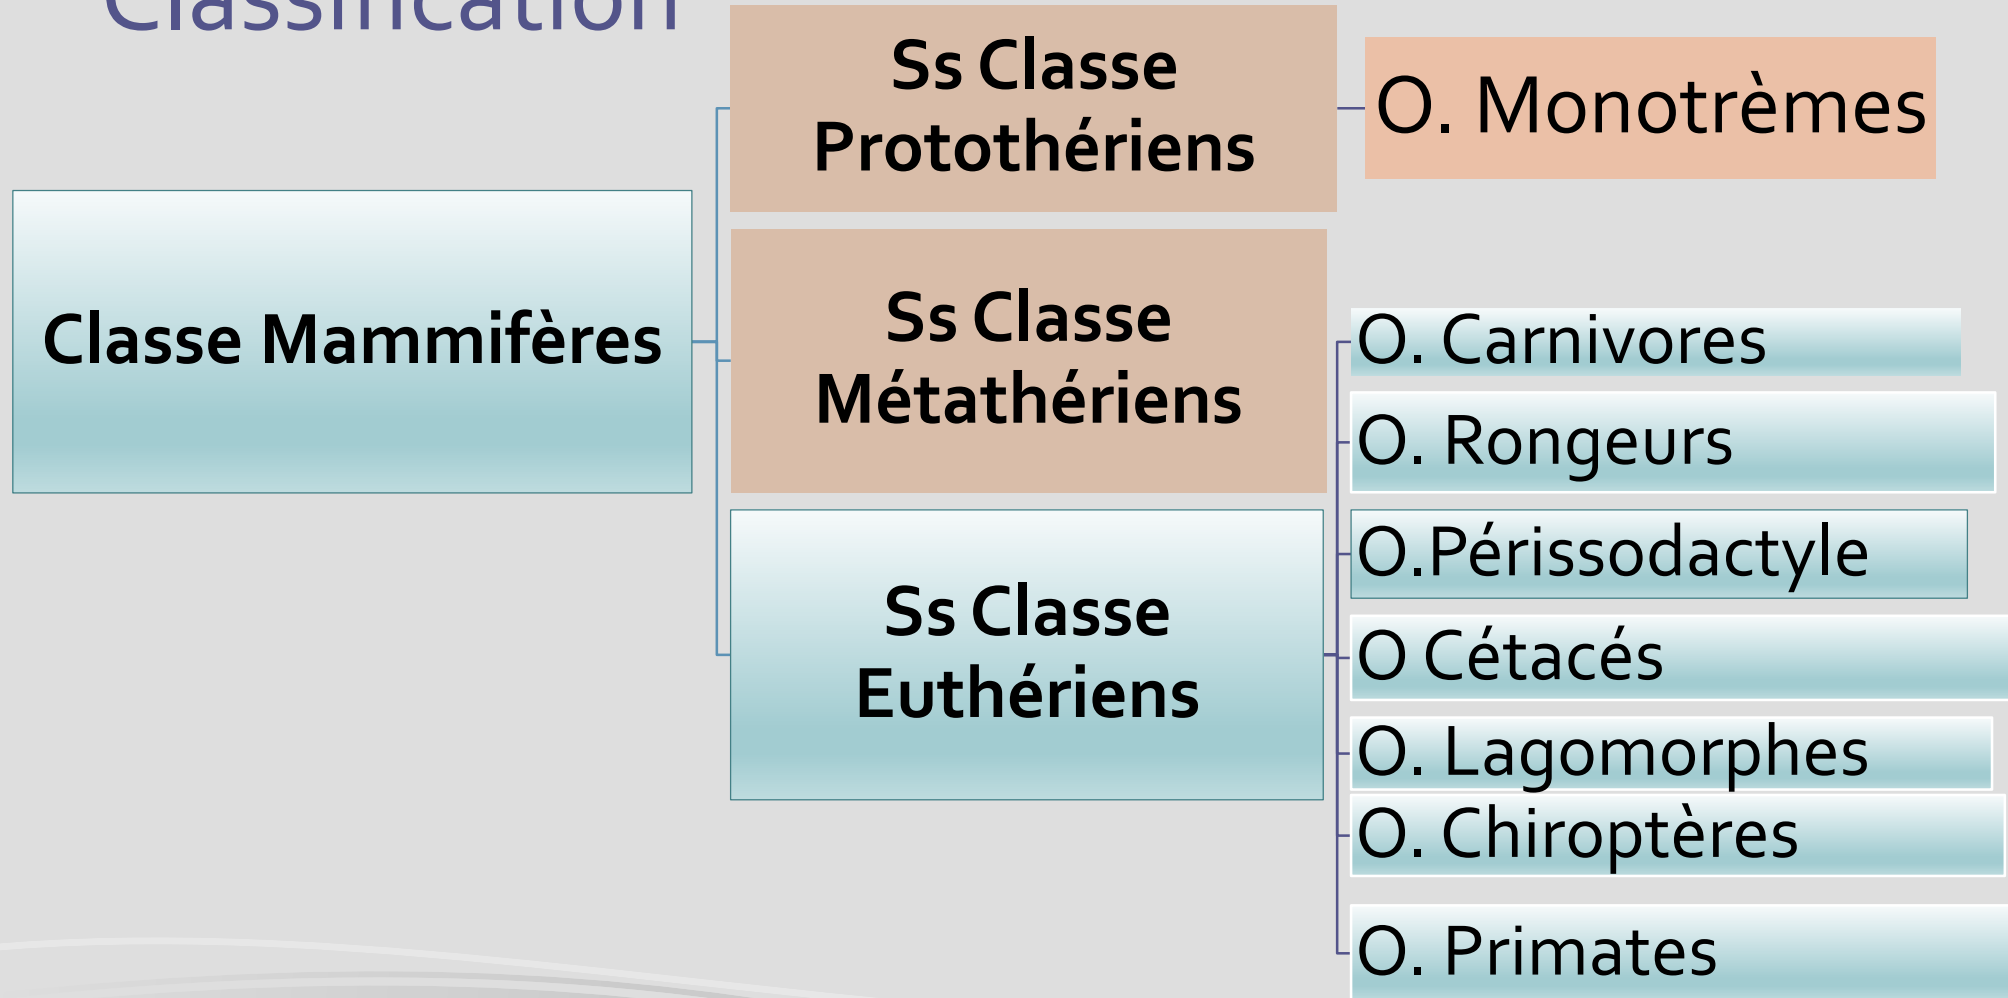 Classification
Classe Mammifères
Ss Classe
Protothériens
O. Monotrèmes
Ss Classe
Métathériens
Ss Classe
Euthériens
O. Carnivores
O. Rongeurs
O.Périssodactyle
O Cétacés
O. Lagomorphes
O. Chiroptères
O. Primates